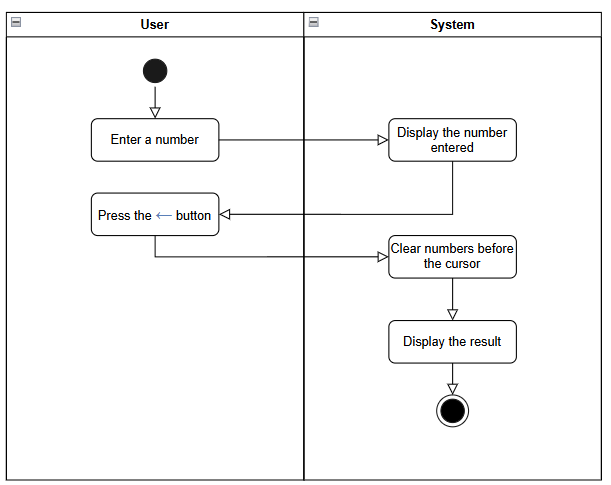 User
System
Enter a number
Display the number
entered
Press the ← button
Clear numbers before
the cursor
Display the result